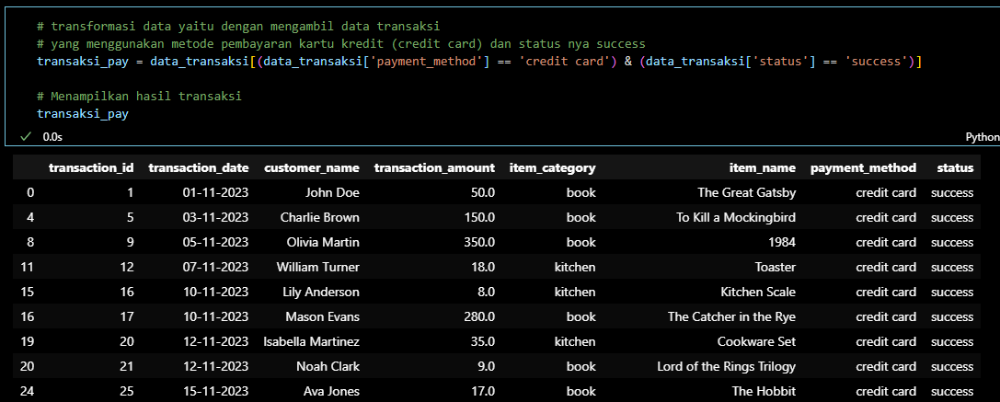 # transformasi data yaitu dengan mengambil data transaksi
# yang menggunakan metode pembayaran kartu kredit (credit card) dan status nya success
transaksi_pay = data_transaksi[(data_transaksi['payment_method'] == 'credit card') & (data_transaksi['status'] == 'success')]
# Menampilkan hasil transaksi
transaksi_pay
✓ 0.0s Python
transaction_id transaction_date customer_name transaction_amount item_category item_name payment_method status
0 1 01-11-2023 John Doe 50.0 book The Great Gatsby credit card success
4 5 03-11-2023 Charlie Brown 150.0 book To Kill a Mockingbird credit card success
8 9 05-11-2023 Olivia Martin 350.0 book 1984 credit card success
11 12 07-11-2023 William Turner 18.0 kitchen Toaster credit card success
15 16 10-11-2023 Lily Anderson 8.0 kitchen Kitchen Scale credit card success
16 17 10-11-2023 Mason Evans 280.0 book The Catcher in the Rye credit card success
19 20 12-11-2023 Isabella Martinez 35.0 kitchen Cookware Set credit card success
20 21 12-11-2023 Noah Clark 9.0 book Lord of the Rings Trilogy credit card success
24 25 15-11-2023 Ava Jones 17.0 book The Hobbit credit card success